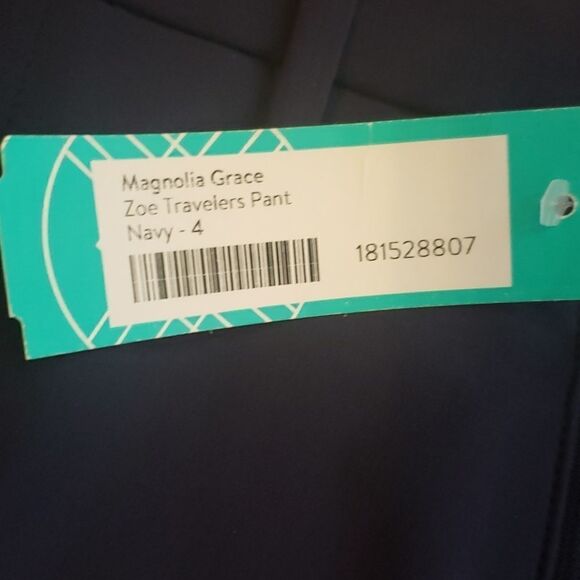 Magnolia Grace
Zoe Travelers Pant
Navy - 4
181528807